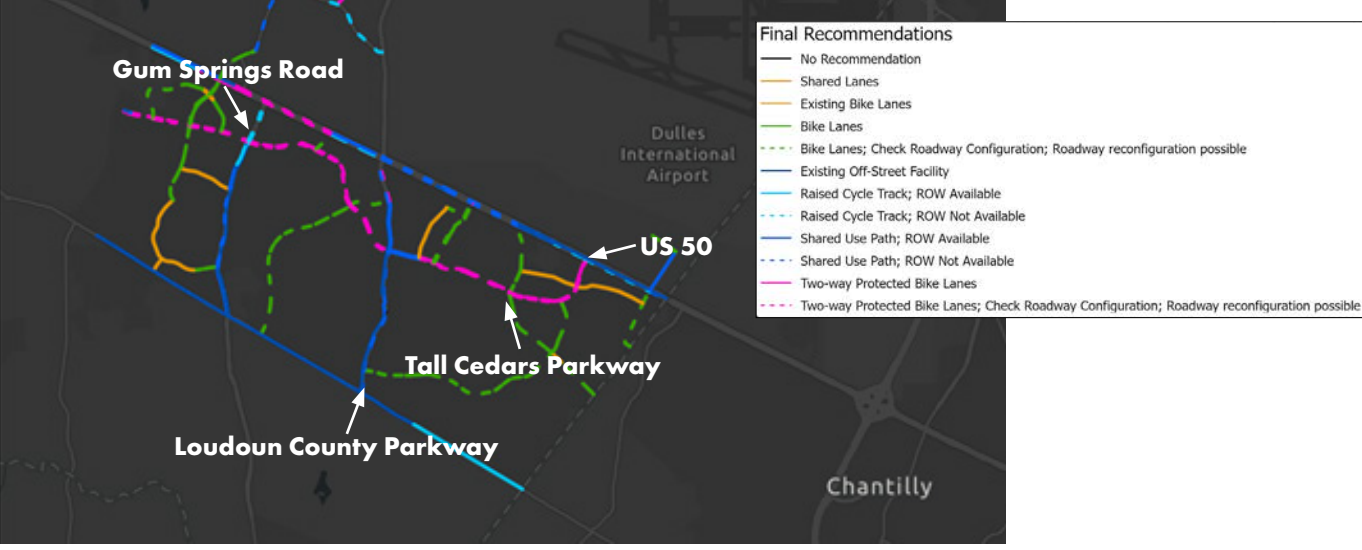 Gum Springs Road
Dulles
International
Airport
US 50
Tall Cedars Parkway
Loudoun County Parkway
Chantilly
Final Recommendations
No Recommendation
Shared Lanes
Existing Bike Lanes
Bike Lanes
Bike Lanes; Check Roadway Configuration; Roadway reconfiguration possible
Existing Off-Street Facility
Raised Cycle Track; ROW Available
Raised Cycle Track; ROW Not Available
Shared Use Path; ROW Available
Shared Use Path; ROW Not Available
Two-way Protected Bike Lanes
Two-way Protected Bike Lanes; Check Roadway Configuration; Roadway reconfiguration possible